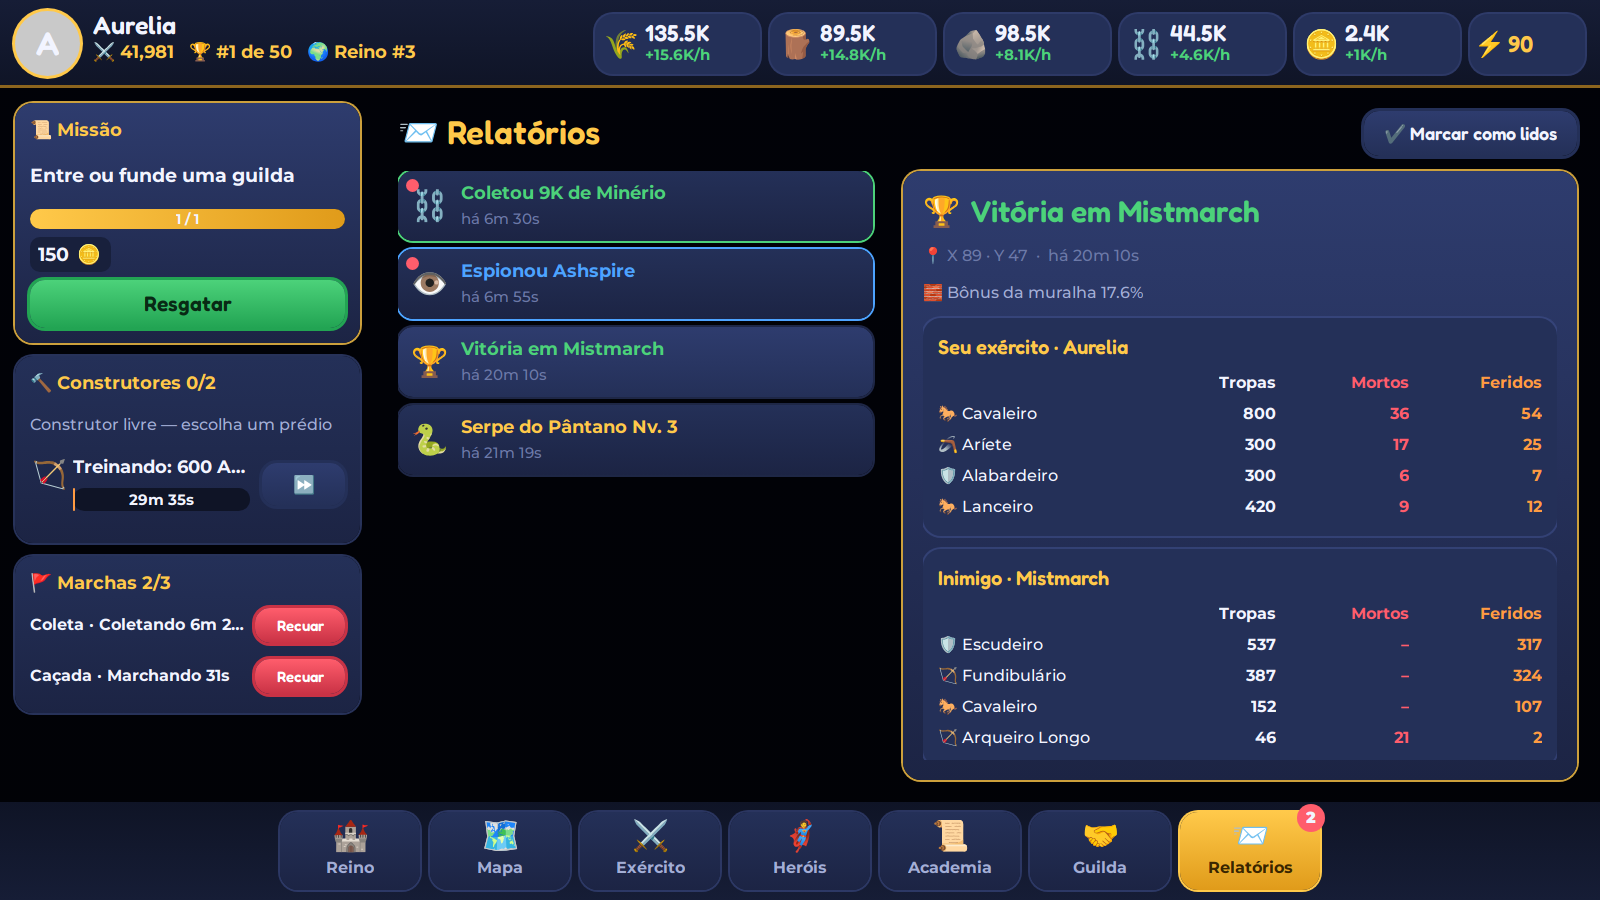 A
Aurelia
41,981 #1 de 50 Reino #3
135.5K
+15.6K/h
89.5K
+14.8K/h
98.5K
+8.1K/h
44.5K
+4.6K/h
2.4K
+1K/h
90
Missão
Entre ou funde uma guilda
1 / 1
150
Resgatar
Construtores 0/2
Construtor livre — escolha um prédio
Treinando: 600 A...
29m 35s
Marchas 2/3
Coleta · Coletando 6m 2...
Recuar
Caçada · Marchando 31s
Recuar
Relatórios
Marcar como lidos
Coletou 9K de Minério
há 6m 30s
Espionou Ashspire
há 6m 55s
Vitória em Mistmarch
há 20m 10s
Serpe do Pântano Nv. 3
há 21m 19s
Vitória em Mistmarch
X 89 · Y 47 · há 20m 10s
Bônus da muralha 17.6%
Seu exército · Aurelia
Tropas Mortos Feridos
Cavaleiro 800 36 54
Aríete 300 17 25
Alabardeiro 300 6 7
Lanceiro 420 9 12
Inimigo · Mistmarch
Tropas Mortos Feridos
Escudeiro 537 – 317
Fundibulário 387 – 324
Cavaleiro 152 – 107
Arqueiro Longo 46 21 2
Reino
Mapa
Exército
Heróis
Academia
Guilda
Relatórios
2